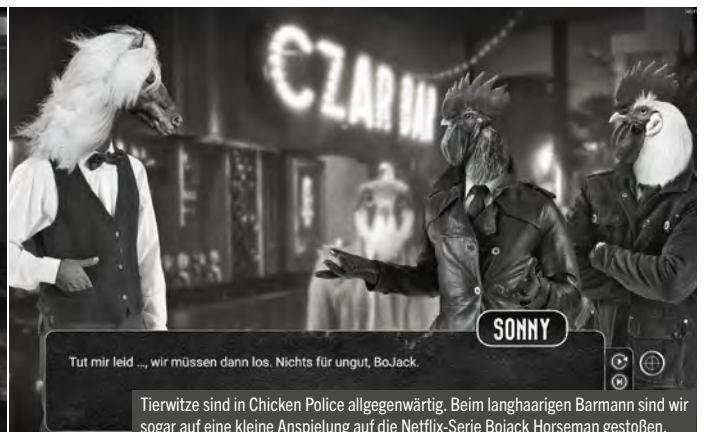 CZAR BAR
SONNY
Tut mir leid ..., wir müssen dann los. Nichts für ungut, BoJack.
Tierwitze sind in Chicken Police allgegenwärtig. Beim langhaarigen Barmann sind wir
sogar auf eine kleine Anspielung auf die Netflix-Serie Bojack Horseman gestoßen.